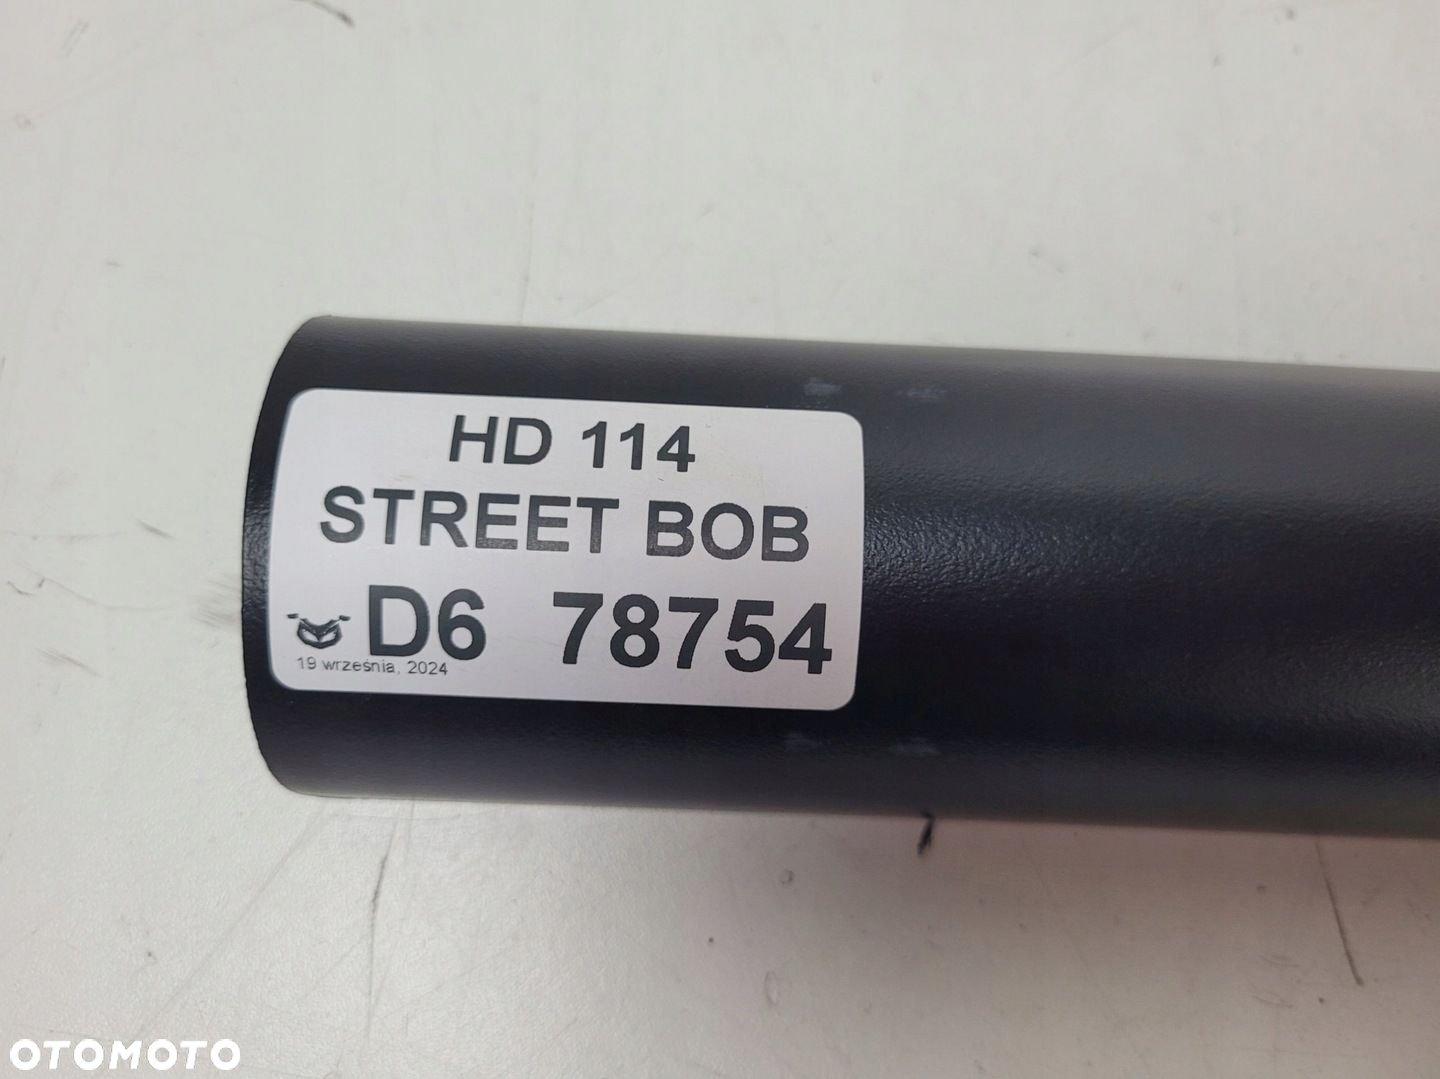 HD 114
STREET BOB
D6 78754
19 września, 2024
OTOMOTO